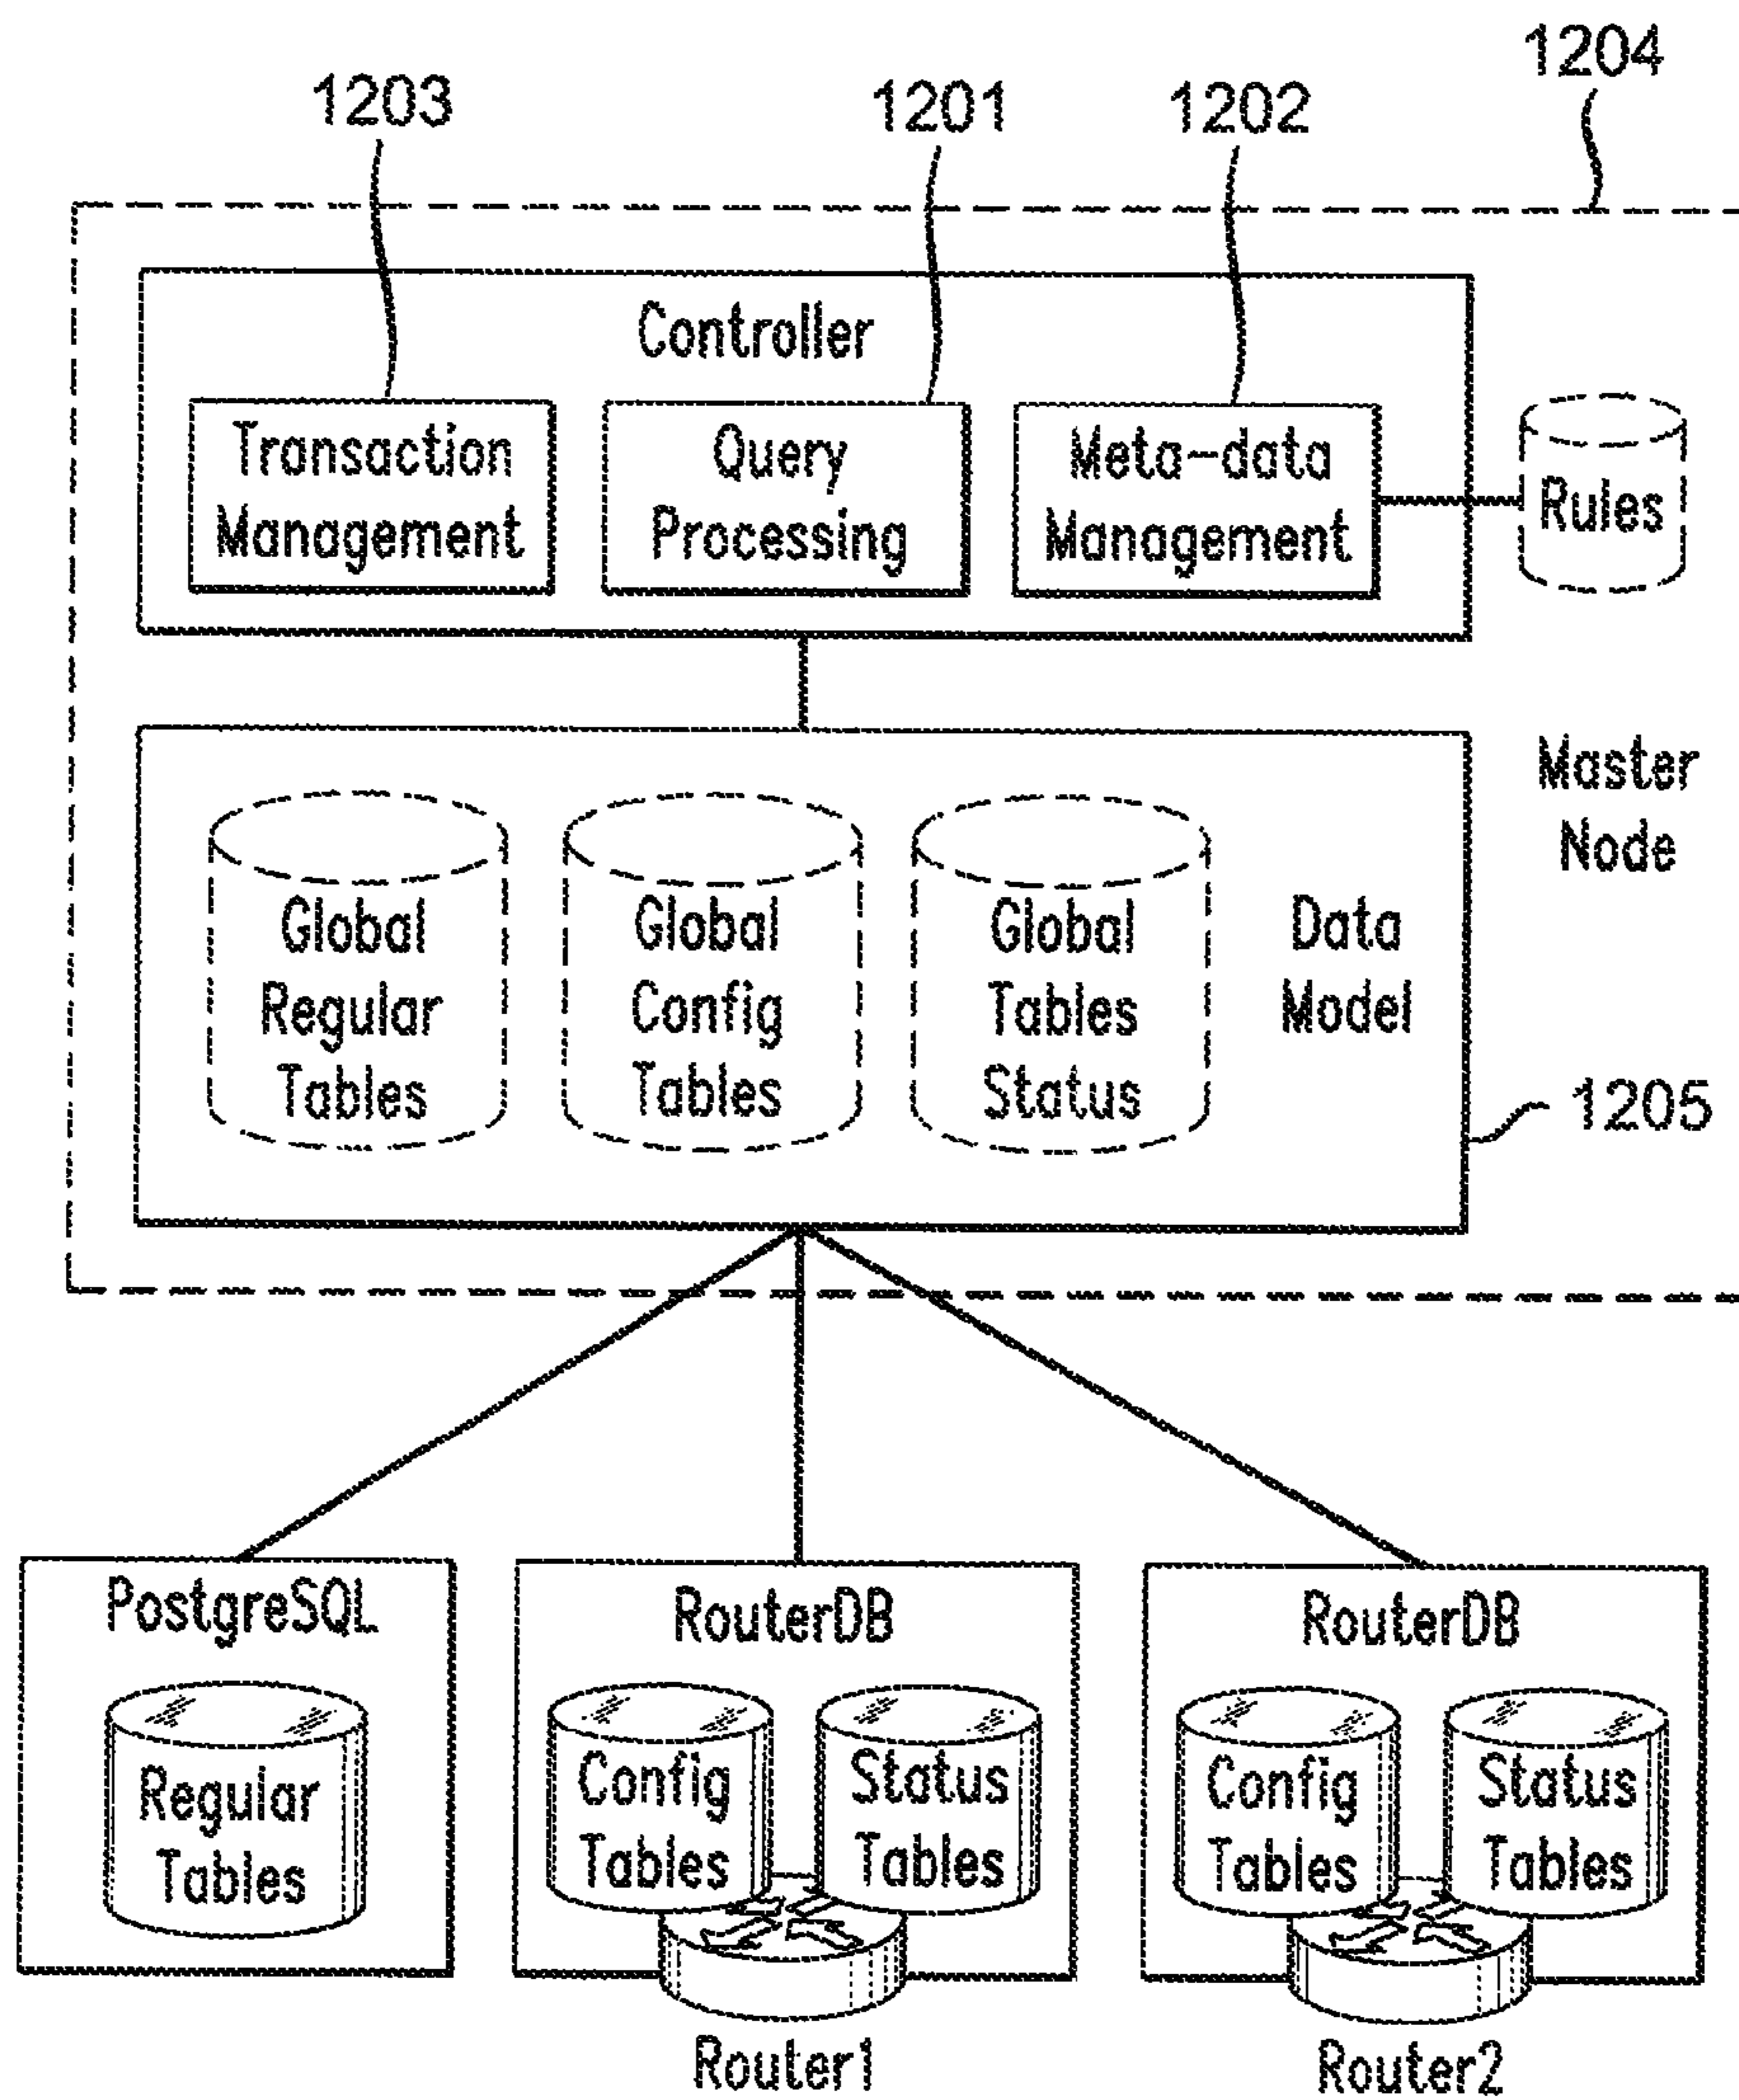 1204
1203
1201
1202
Controller
Transaction
Management
Query
Processing
Meta-data
Management
Rules
Master
Node
Global
Regular
Tables
Global
Config
Tables
Global
Tables
Status
Data
Model
1205
PostgreSQL
Regular
Tables
RouterDB
Config
Tables
Status
Tables
Router1
RouterDB
Config
Tables
Status
Tables
Router2